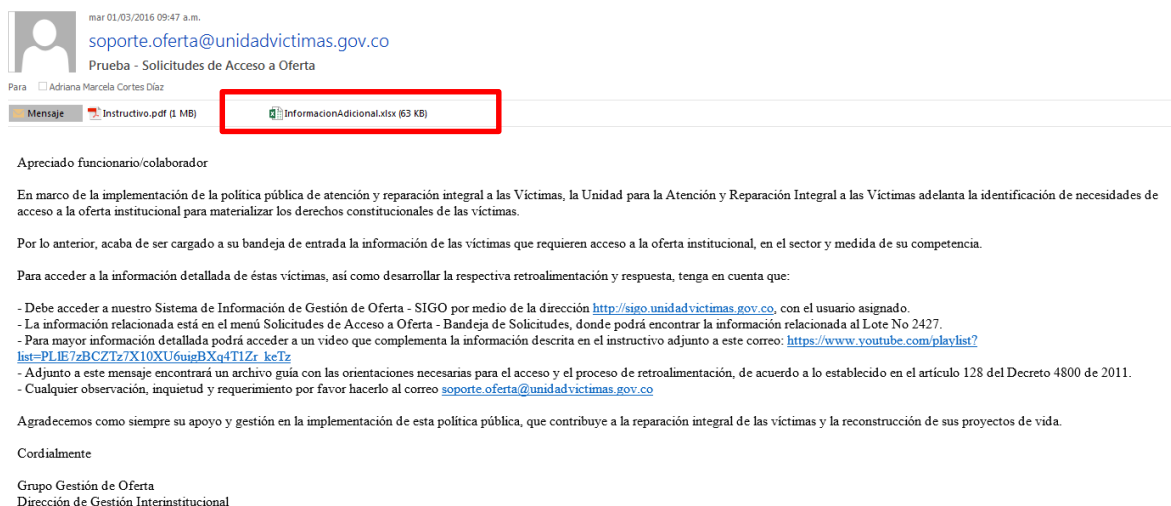 mar 01/03/2016 09:47 a.m.
soporte.oferta@unidadvictimas.gov.co
Prueba - Solicitudes de Acceso a Oferta
Para Adriana Marcela Cortes Díaz
Mensaje Instructivo.pdf (1 MB) InformacionAdicional.xlsx (63 KB)
Apreciado funcionario/colaborador
En marco de la implementación de la política pública de atención y reparación integral a las Víctimas, la Unidad para la Atención y Reparación Integral a las Víctimas adelanta la identificación de necesidades de
acceso a la oferta institucional para materializar los derechos constitucionales de las víctimas.
Por lo anterior, acaba de ser cargado a su bandeja de entrada la información de las víctimas que requieren acceso a la oferta institucional, en el sector y medida de su competencia.
Para acceder a la información detallada de éstas víctimas, así como desarrollar la respectiva retroalimentación y respuesta, tenga en cuenta que:
- Debe acceder a nuestro Sistema de Información de Gestión de Oferta - SIGO por medio de la dirección http://sigo.unidadvictimas.gov.co, con el usuario asignado.
- La información relacionada está en el menú Solicitudes de Acceso a Oferta - Bandeja de Solicitudes, donde podrá encontrar la información relacionada al Lote No 2427.
- Para mayor información detallada podrá acceder a un video que complementa la información descrita en el instructivo adjunto a este correo: https://www.youtube.com/playlist?
list=PLlE7zBCZTz7X10XU6uigBXq4T1Zr_keTz
- Adjunto a este mensaje encontrará un archivo guía con las orientaciones necesarias para el acceso y el proceso de retroalimentación, de acuerdo a lo establecido en el artículo 128 del Decreto 4800 de 2011.
- Cualquier observación, inquietud y requerimiento por favor hacerlo al correo soporte.oferta@unidadvictimas.gov.co
Agradecemos como siempre su apoyo y gestión en la implementación de esta política pública, que contribuye a la reparación integral de las víctimas y la reconstrucción de sus proyectos de vida.
Cordialmente
Grupo Gestión de Oferta
Dirección de Gestión Interinstitucional